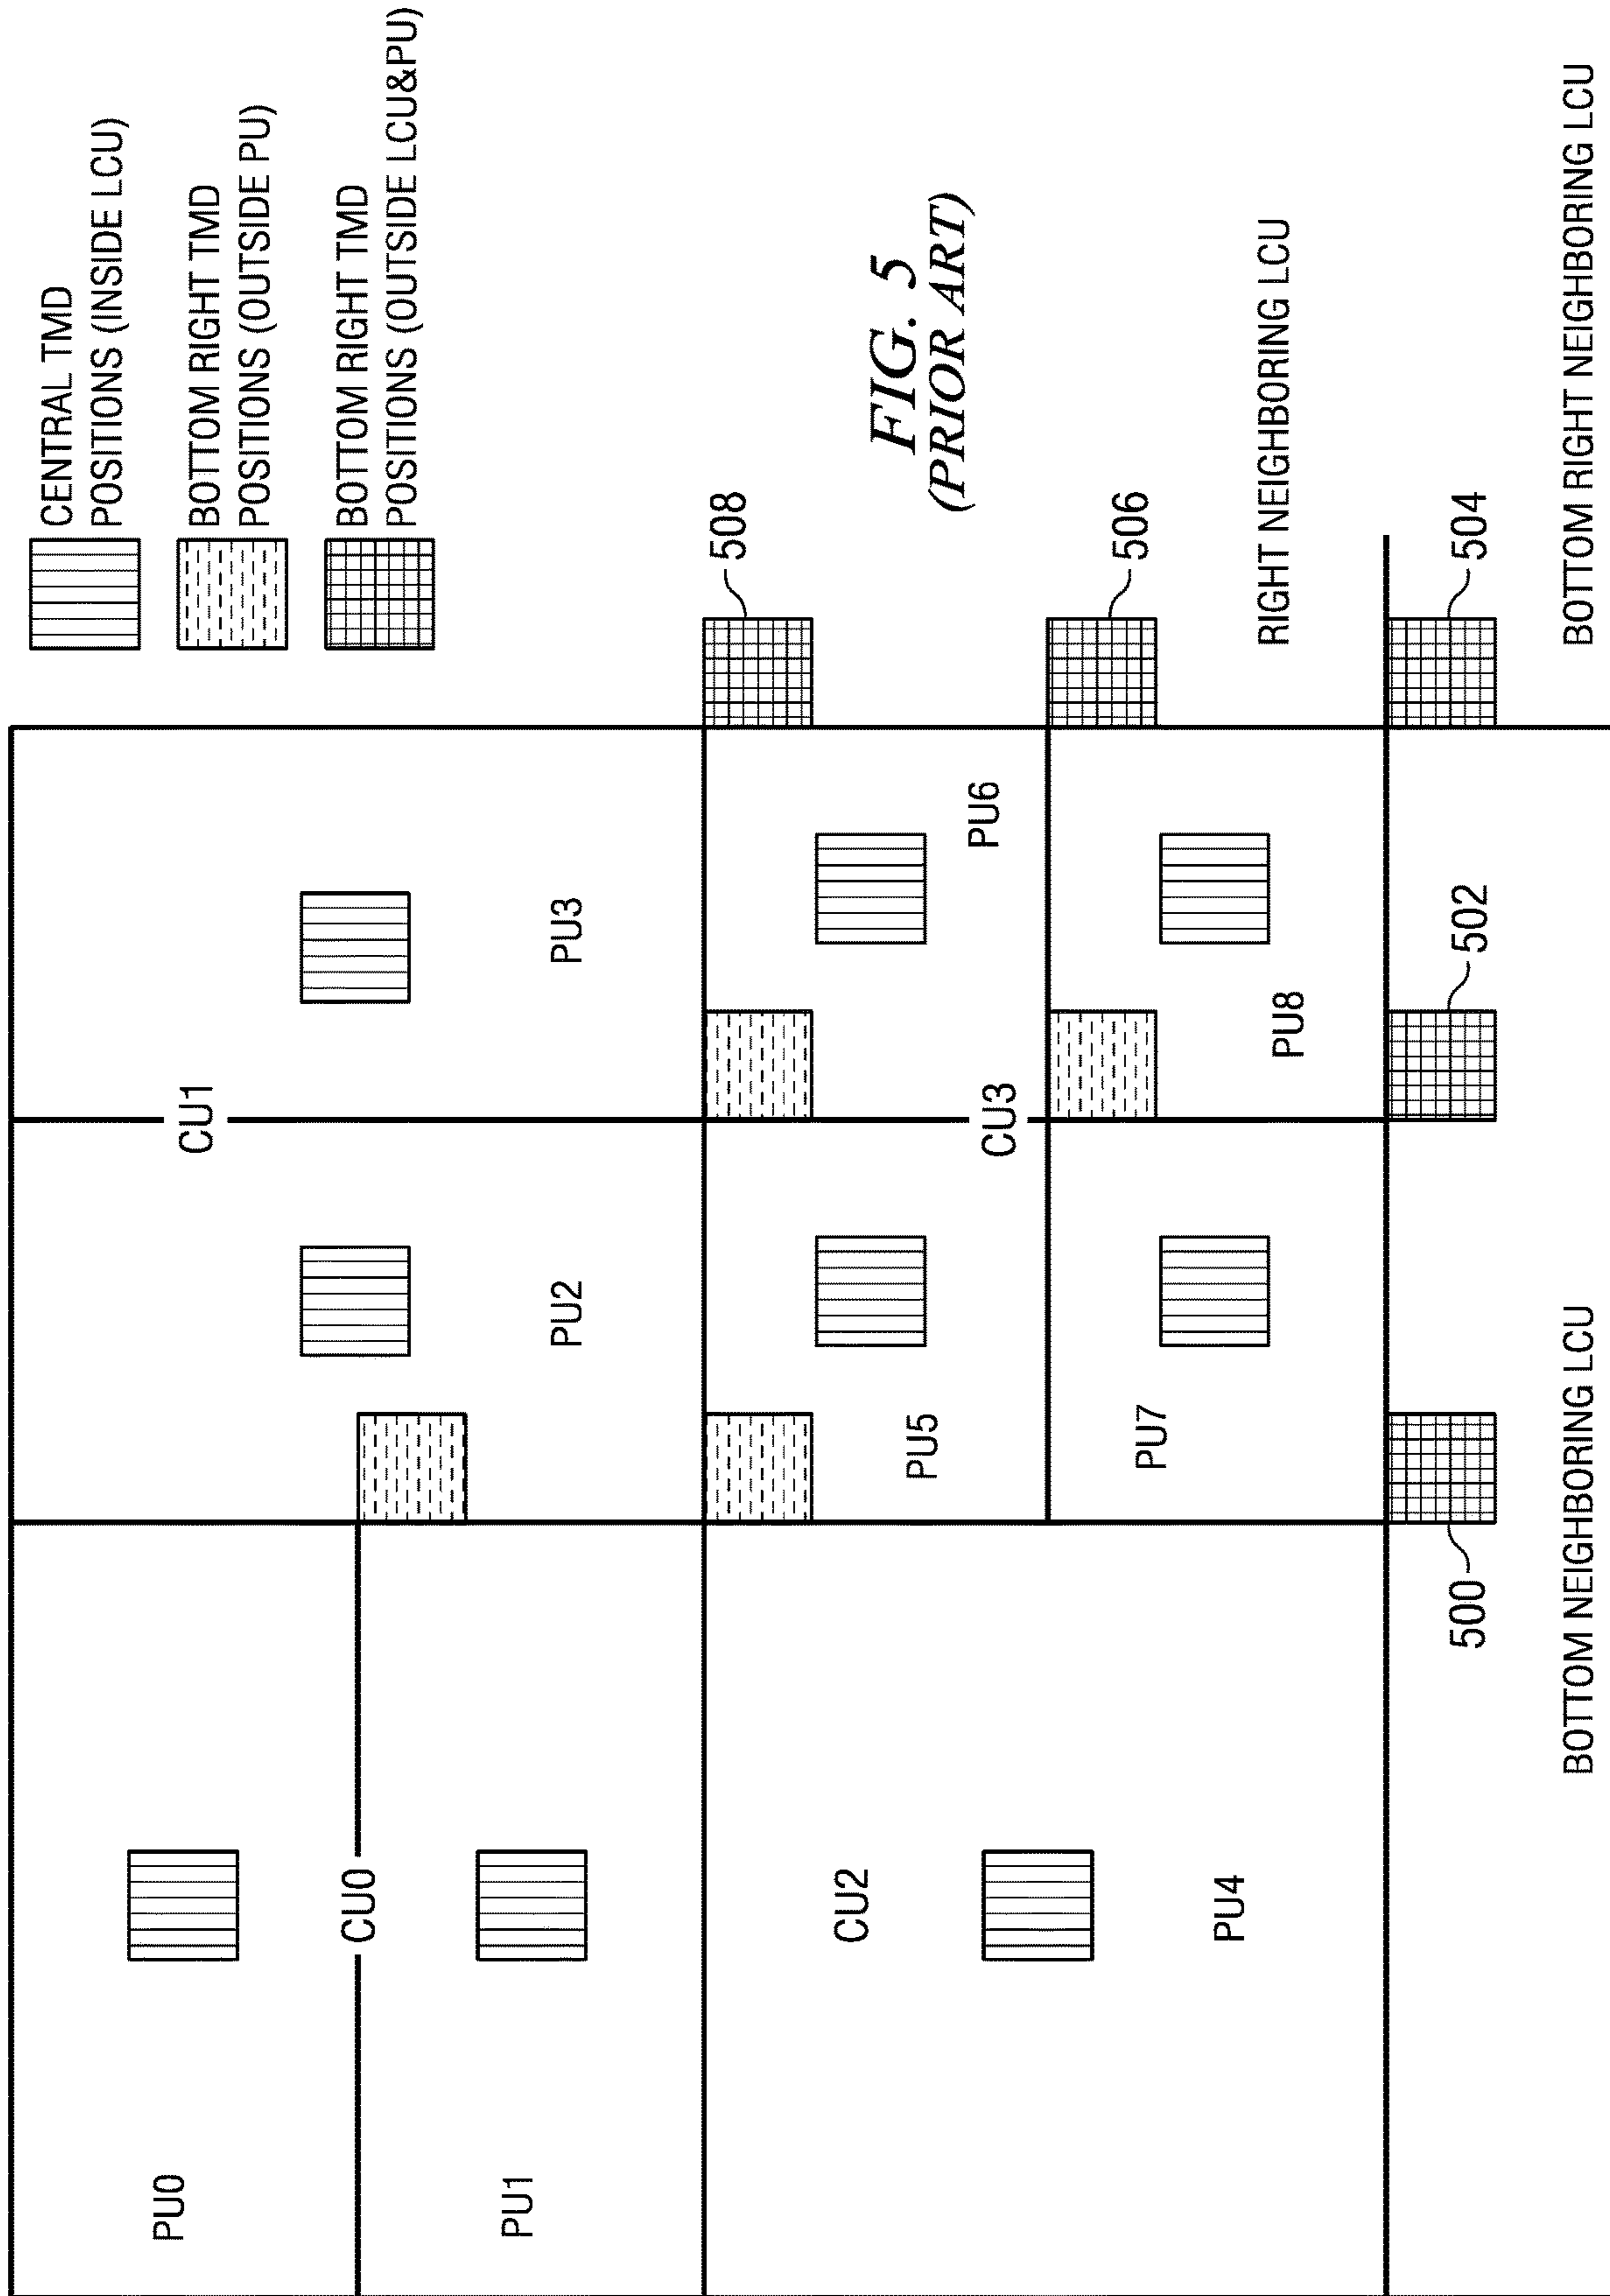 CENTRAL TMD
POSITIONS (INSIDE LCU)
BOTTOM RIGHT TMD
POSITIONS (OUTSIDE PU)
BOTTOM RIGHT TMD
POSITIONS (OUTSIDE LCU&PU)
PU0
CU0
PU1
CU1
PU2
PU3
CU2
PU4
PU5
CU3
PU6
PU7
PU8
508
506
504
502
500
FIG. 5
(PRIOR ART)
RIGHT NEIGHBORING LCU
BOTTOM NEIGHBORING LCU
BOTTOM RIGHT NEIGHBORING LCU